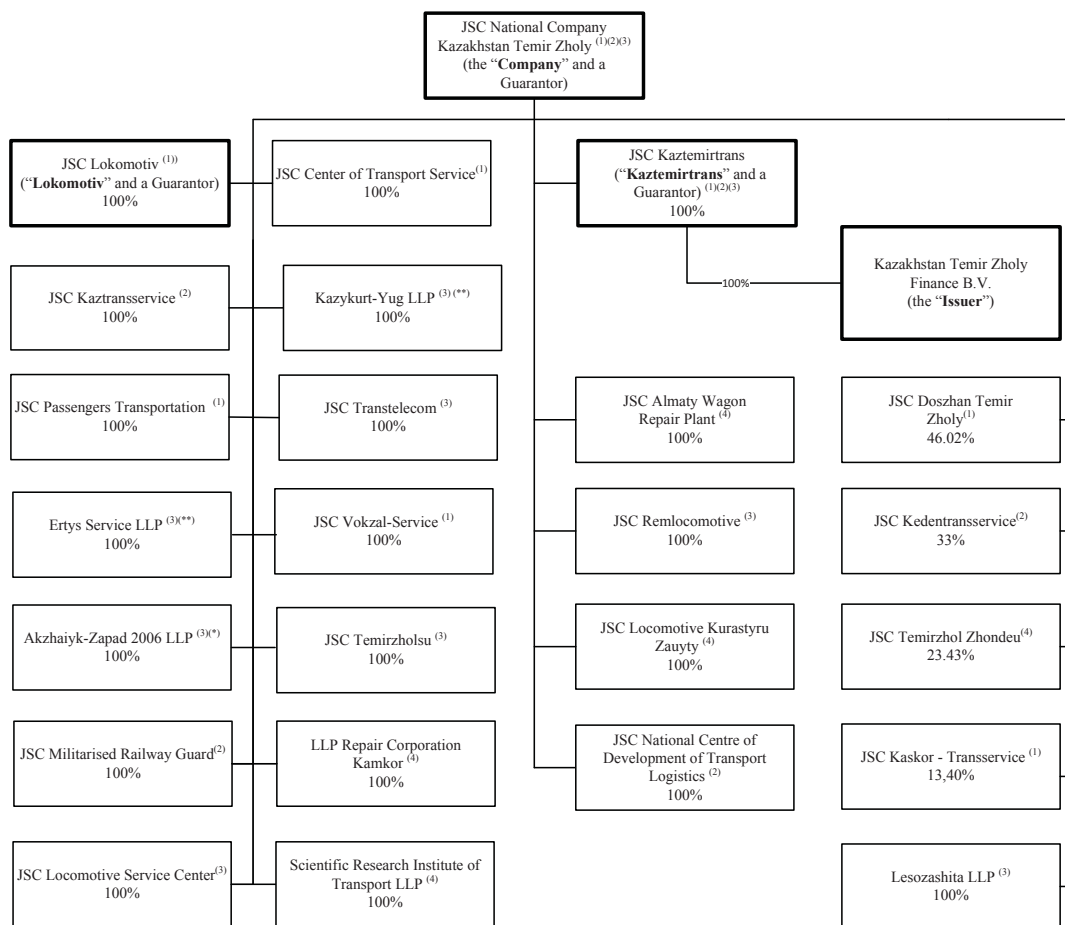 JSC National Company
Kazakhstan Temir Zholy (1)(2)(3)
(the “Company” and a
Guarantor)
JSC Lokomotiv (1))
(“Lokomotiv” and a Guarantor)
100%
JSC Center of Transport Service(1)
100%
JSC Kaztemirtrans
(“Kaztemirtrans” and a
Guarantor) (1)(2)(3)
100%
100%
Kazakhstan Temir Zholy
Finance B.V.
(the “Issuer”)
JSC Kaztransservice (2)
100%
Kazykurt-Yug LLP (3) (**)
100%
JSC Passengers Transportation (1)
100%
JSC Transtelecom (3)
100%
JSC Almaty Wagon
Repair Plant (4)
100%
JSC Doszhan Temir
Zholy(1)
46.02%
Ertys Service LLP (3)(**)
100%
JSC Vokzal-Service (1)
100%
JSC Remlocomotive (3)
100%
JSC Kedentransservice(2)
33%
Akzhaiyk-Zapad 2006 LLP (3)(*)
100%
JSC Temirzholsu (3)
100%
JSC Locomotive Kurastyru
Zauyty (4)
100%
JSC Temirzhol Zhondeu(4)
23.43%
JSC Militarised Railway Guard(2)
100%
LLP Repair Corporation
Kamkor (4)
100%
JSC National Centre of
Development of Transport
Logistics (2)
100%
JSC Kaskor - Transservice (1)
13,40%
JSC Locomotive Service Center(3)
100%
Scientific Research Institute of
Transport LLP (4)
100%
Lesozashita LLP (3)
100%